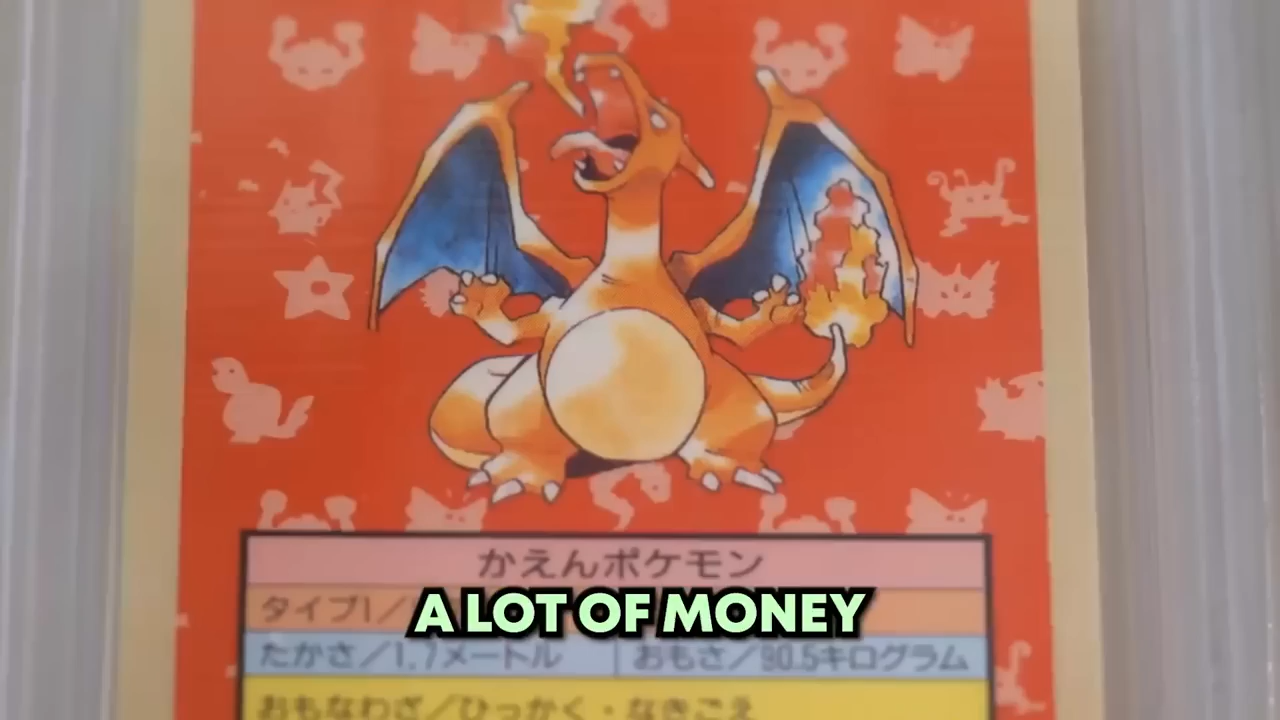 かえんポケモン
タイプ1/
A LOT OF MONEY
たかさ/1.7メートル おもさ/90.5キログラム
おもなわざ/ひっかく・なきごえ